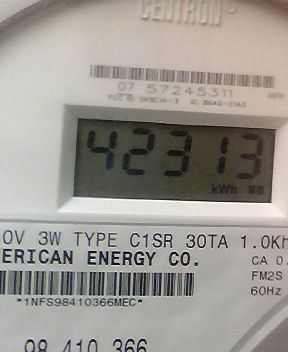 CENTRON®
07 57245311
42313
kWh
0V 3W TYPE C1SR 30TA 1.0Kh
ERICAN ENERGY CO.
CA 0.
FM2S
*1NFS98410366MEC*
60Hz
98 410 366